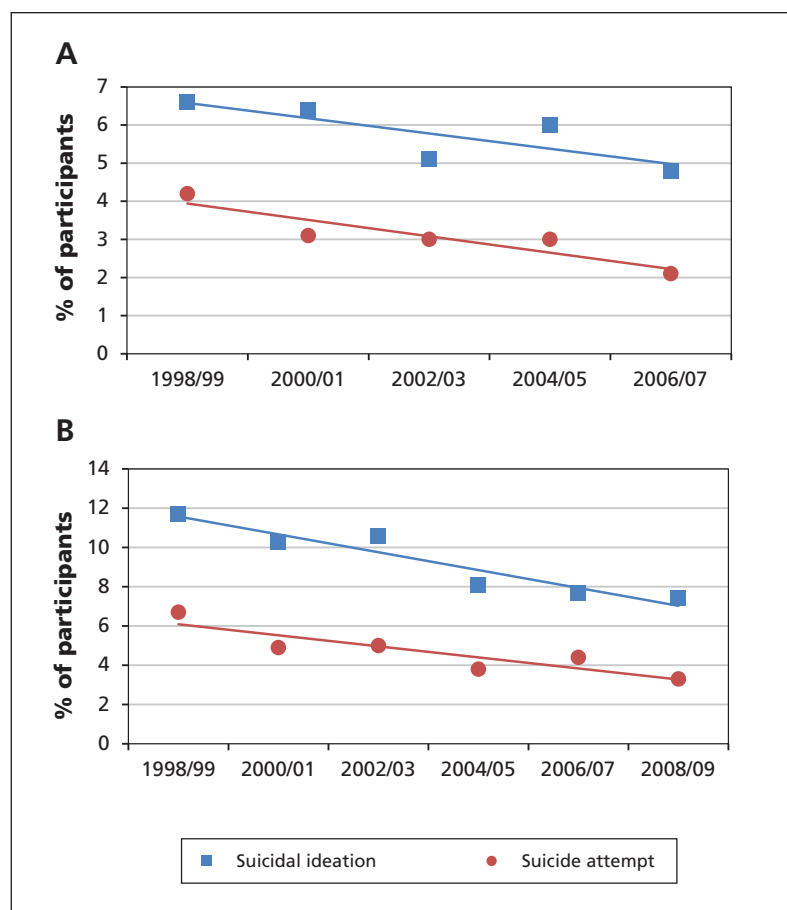 A
% of participants
7
6
5
4
3
2
1
0
1998/99 2000/01 2002/03 2004/05 2006/07
B
% of participants
14
12
10
8
6
4
2
0
1998/99 2000/01 2002/03 2004/05 2006/07 2008/09
Suicidal ideation Suicide attempt